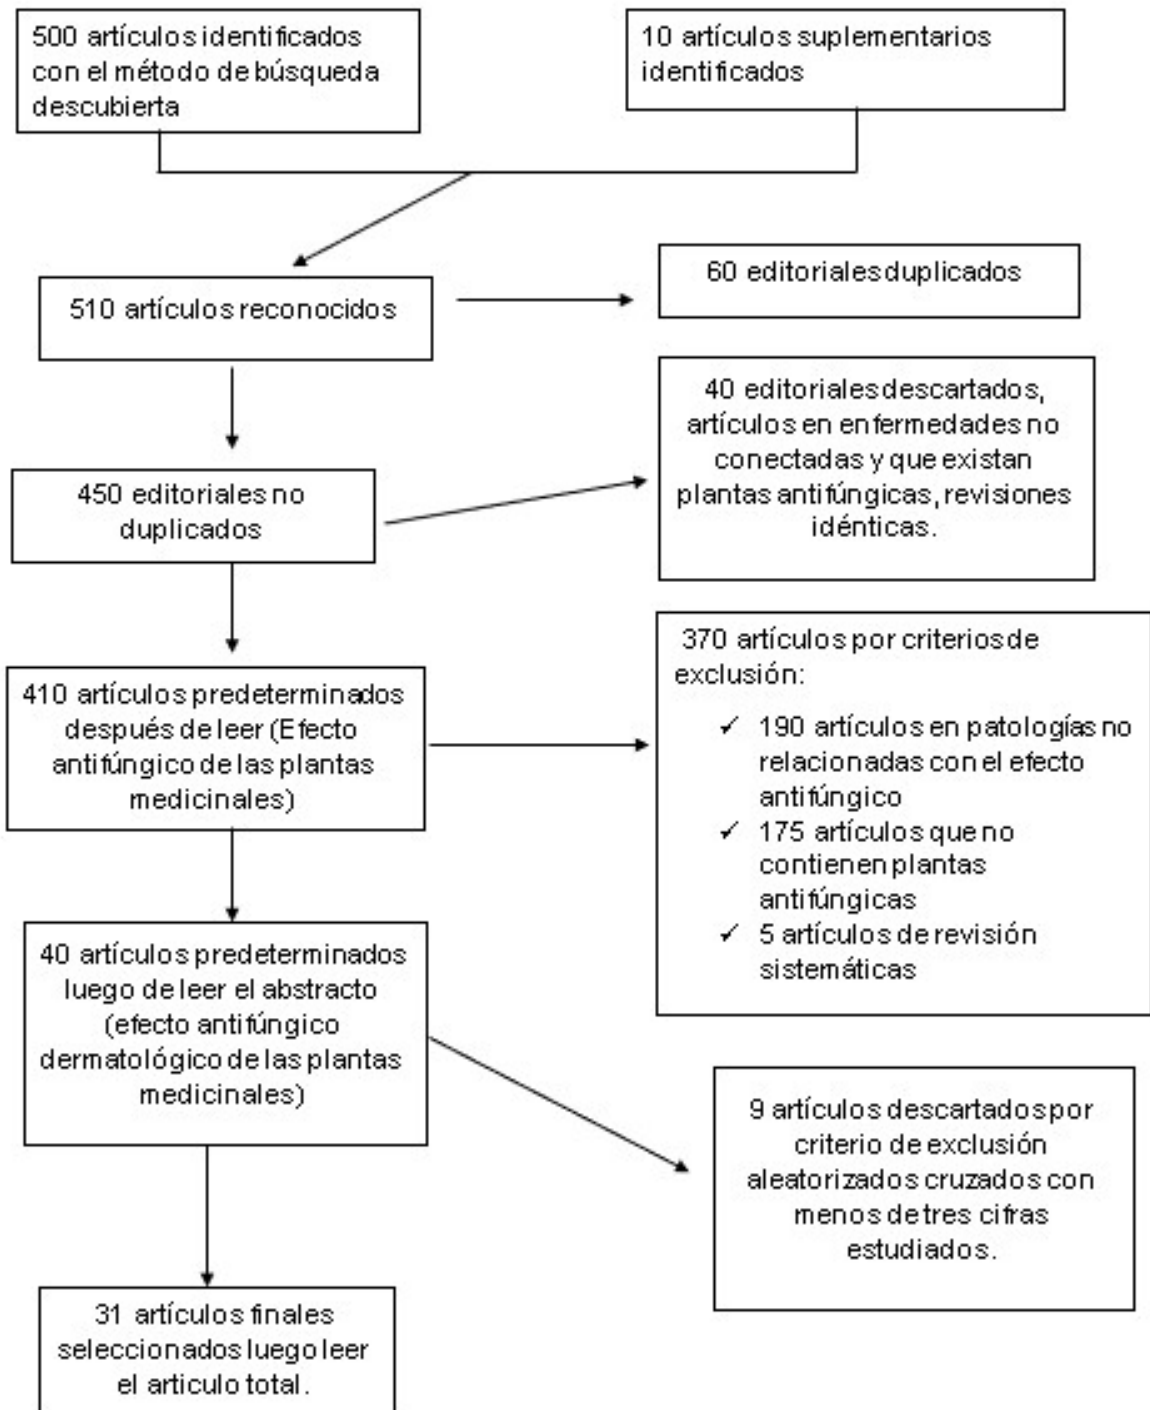 500 artículos identificados
con el método de búsqueda
descubierta
10 artículos suplementarios
identificados
510 artículos reconocidos
60 editoriales duplicados
450 editoriales no
duplicados
40 editoriales descartados,
artículos en enfermedades no
conectadas y que existan
plantas antifúngicas, revisiones
idénticas.
410 artículos predeterminados
después de leer (Efecto
antifúngico de las plantas
medicinales)
370 artículos por criterios de
exclusión:
✓ 190 artículos en patologías no
relacionadas con el efecto
antifúngico
✓ 175 artículos que no
contienen plantas
antifúngicas
✓ 5 artículos de revisión
sistemáticas
40 artículos predeterminados
luego de leer el abstracto
(efecto antifúngico
dermatológico de las plantas
medicinales)
9 artículos descartados por
criterio de exclusión
aleatorizados cruzados con
menos de tres cifras
estudiados.
31 artículos finales
seleccionados luego leer
el articulo total.